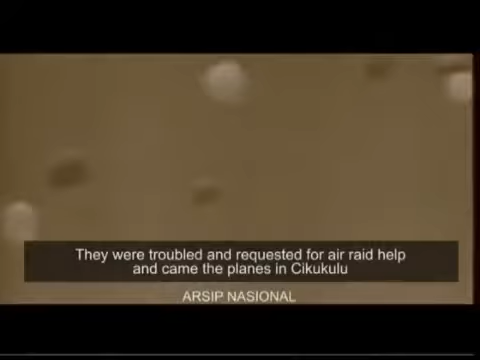 They were troubled and requested for air raid help
and came the planes in Cikukulu
ARSIP NASIONAL